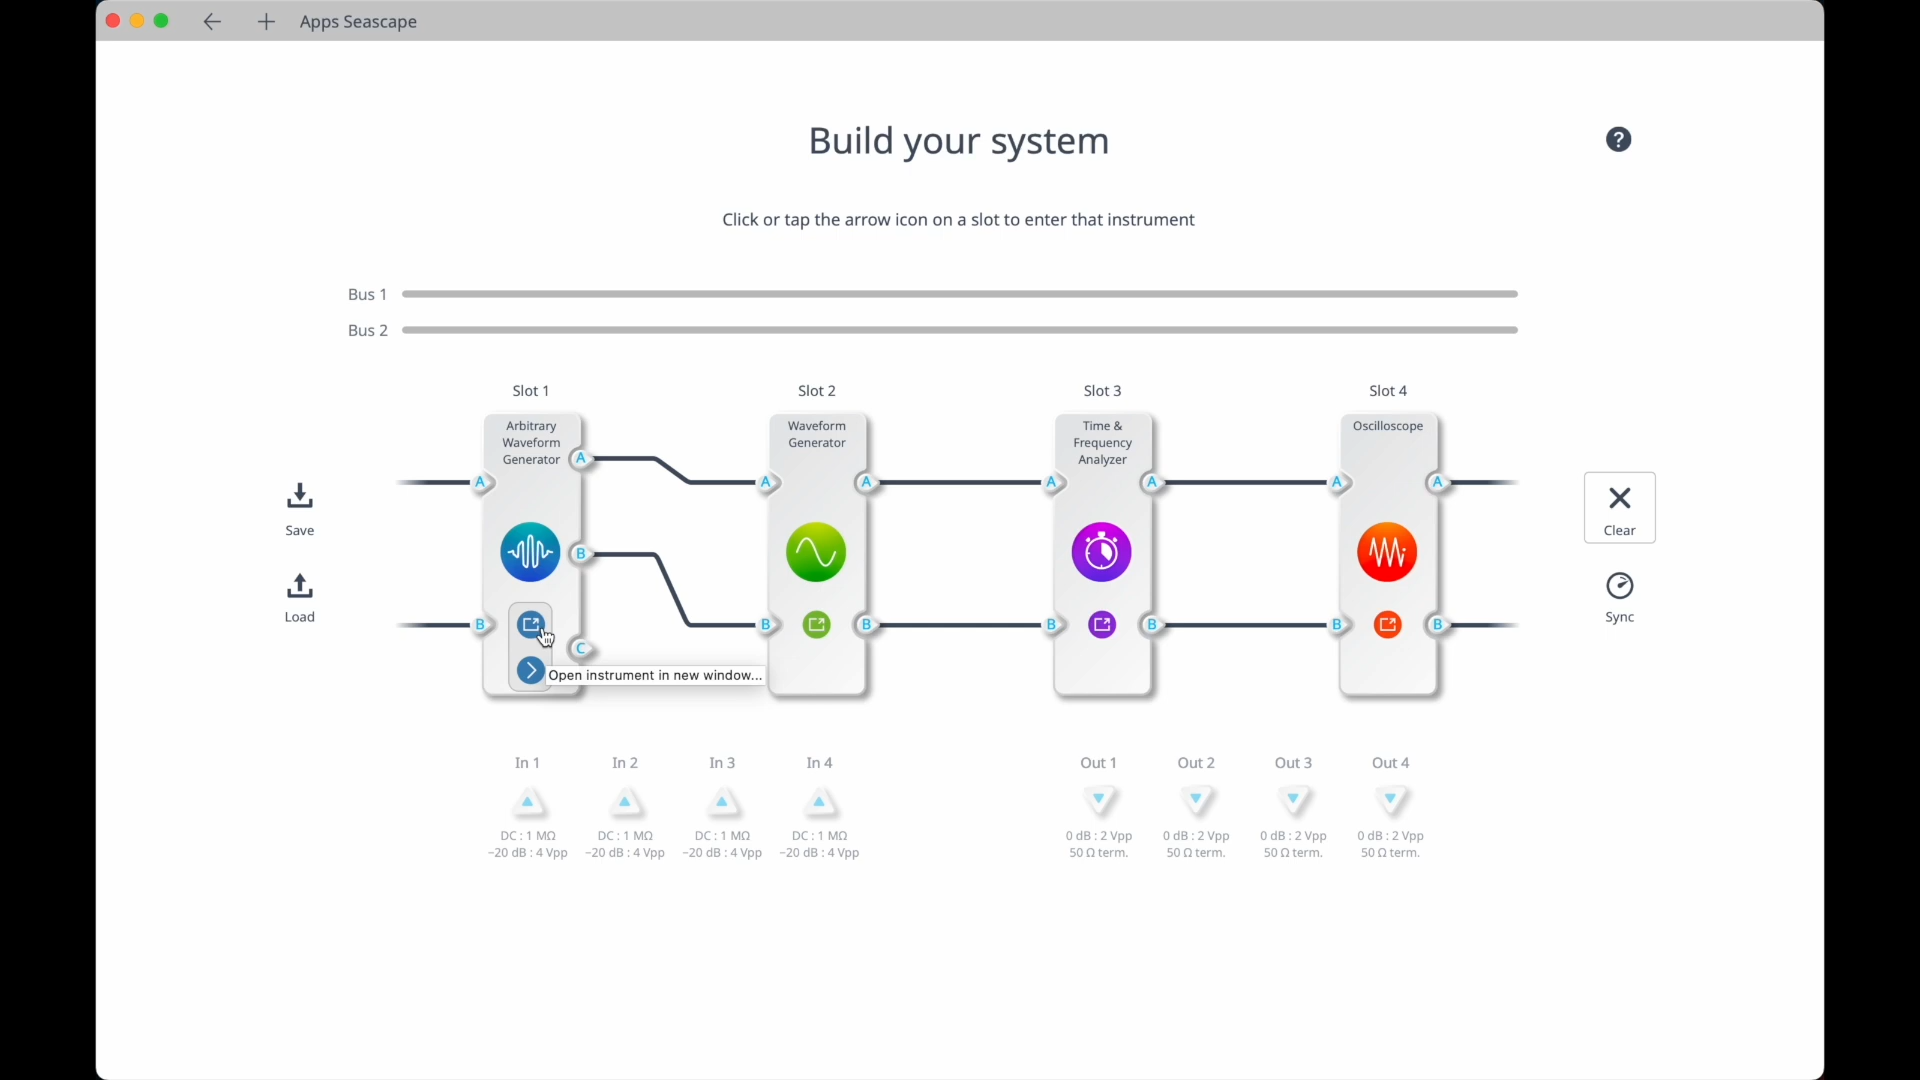 Apps Seascape
Build your system
?
Click or tap the arrow icon on a slot to enter that instrument
Bus 1
Bus 2
Slot 1
Slot 2
Slot 3
Slot 4
Arbitrary
Waveform
Generator
Waveform
Generator
Time &
Frequency
Analyzer
Oscilloscope
A
A
A
A
A
A
A
A
B
B
B
B
B
B
B
B
C
Save
Load
Clear
Sync
Open instrument in new window...
In 1
In 2
In 3
In 4
Out 1
Out 2
Out 3
Out 4
DC : 1 MΩ
−20 dB : 4 Vpp
DC : 1 MΩ
−20 dB : 4 Vpp
DC : 1 MΩ
−20 dB : 4 Vpp
DC : 1 MΩ
−20 dB : 4 Vpp
0 dB : 2 Vpp
50 Ω term.
0 dB : 2 Vpp
50 Ω term.
0 dB : 2 Vpp
50 Ω term.
0 dB : 2 Vpp
50 Ω term.